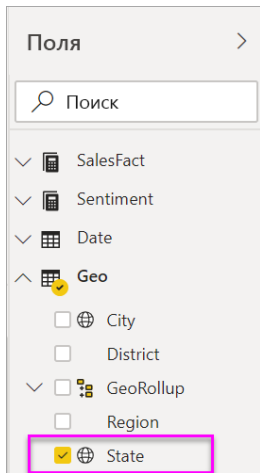 Поля
Поиск
SalesFact
Sentiment
Date
Geo
City
District
GeoRollup
Region
State